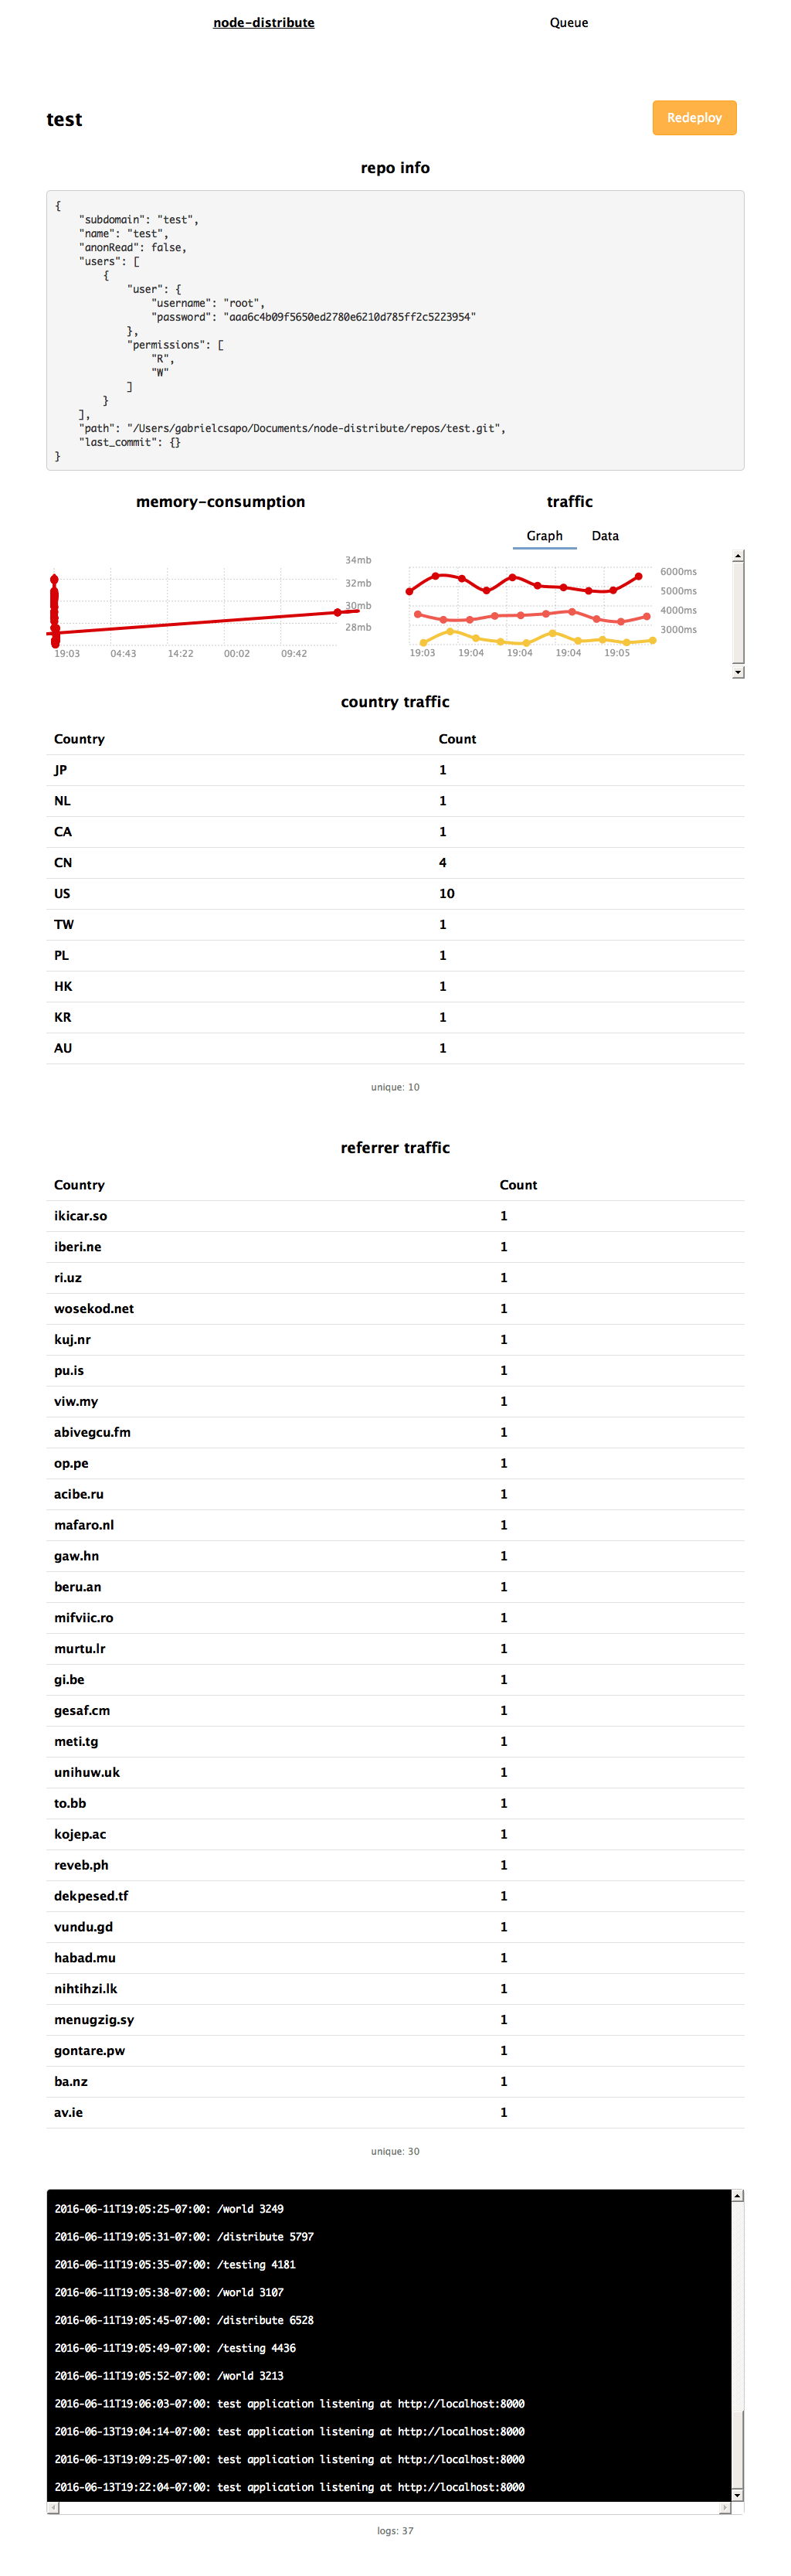 node-distribute Queue
test Redeploy
repo info
{
    "subdomain": "test",
    "name": "test",
    "anonRead": false,
    "users": [
        {
            "user": {
                "username": "root",
                "password": "aaa6c4b09f5650ed2780e6210d785ff2c5223954"
            },
            "permissions": [
                "R",
                "W"
            ]
        }
    ],
    "path": "/Users/gabrielcsapo/Documents/node-distribute/repos/test.git",
    "last_commit": {}
}
memory-consumption
34mb
32mb
30mb
28mb
19:03 04:43 14:22 00:02 09:42
traffic
Graph Data
6000ms
5000ms
4000ms
3000ms
19:03 19:04 19:04 19:04 19:05
country traffic
Country Count
JP 1
NL 1
CA 1
CN 4
US 10
TW 1
PL 1
HK 1
KR 1
AU 1
unique: 10
referrer traffic
Country Count
ikicar.so 1
iberi.ne 1
ri.uz 1
wosekod.net 1
kuj.nr 1
pu.is 1
viw.my 1
abivegcu.fm 1
op.pe 1
acibe.ru 1
mafaro.nl 1
gaw.hn 1
beru.an 1
mifviic.ro 1
murtu.lr 1
gi.be 1
gesaf.cm 1
meti.tg 1
unihuw.uk 1
to.bb 1
kojep.ac 1
reveb.ph 1
dekpesed.tf 1
vundu.gd 1
habad.mu 1
nihtihzi.lk 1
menugzig.sy 1
gontare.pw 1
ba.nz 1
av.ie 1
unique: 30
2016-06-11T19:05:25-07:00: /world 3249
2016-06-11T19:05:31-07:00: /distribute 5797
2016-06-11T19:05:35-07:00: /testing 4181
2016-06-11T19:05:38-07:00: /world 3107
2016-06-11T19:05:45-07:00: /distribute 6528
2016-06-11T19:05:49-07:00: /testing 4436
2016-06-11T19:05:52-07:00: /world 3213
2016-06-11T19:06:03-07:00: test application listening at http://localhost:8000
2016-06-13T19:04:14-07:00: test application listening at http://localhost:8000
2016-06-13T19:09:25-07:00: test application listening at http://localhost:8000
2016-06-13T19:22:04-07:00: test application listening at http://localhost:8000
logs: 37